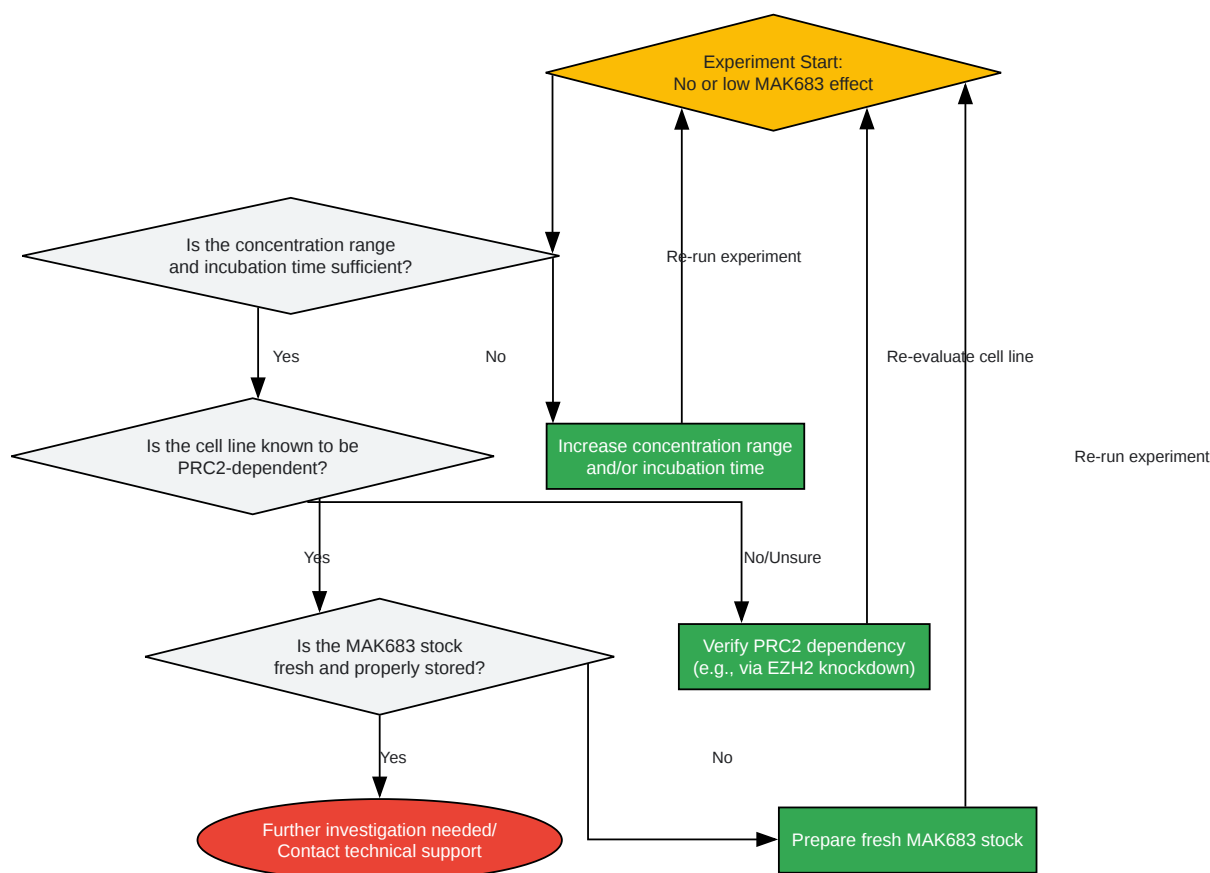 Experiment Start:
No or low MAK683 effect
Is the concentration range
and incubation time sufficient?
Re-run experiment
Yes
No
Re-evaluate cell line
Is the cell line known to be
PRC2-dependent?
Increase concentration range
and/or incubation time
Re-run experiment
Yes
No/Unsure
Is the MAK683 stock
fresh and properly stored?
Verify PRC2 dependency
(e.g., via EZH2 knockdown)
Yes
No
Further investigation needed/
Contact technical support
Prepare fresh MAK683 stock